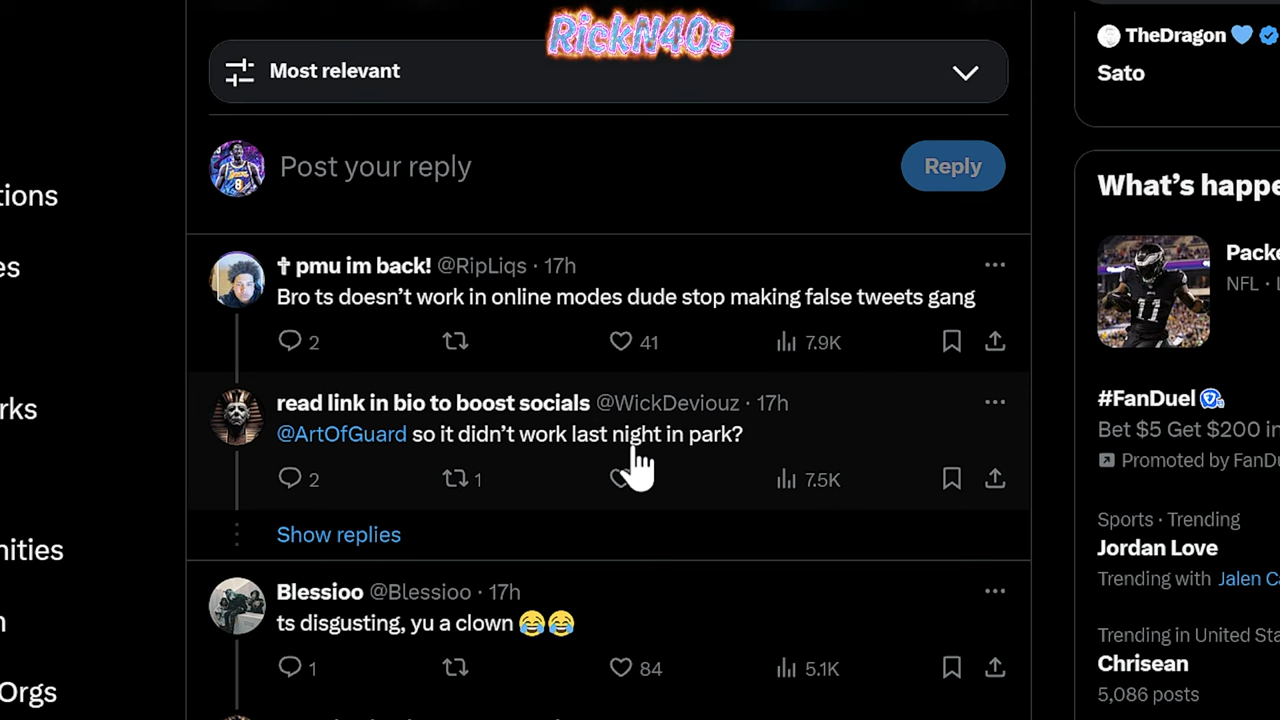 RickN40s
Most relevant
Post your reply
Reply
✝ pmu im back! @RipLiqs · 17h
Bro ts doesn’t work in online modes dude stop making false tweets gang
2 41 7.9K
read link in bio to boost socials @WickDeviouz · 17h
@ArtOfGuard so it didn’t work last night in park?
2 1 7.5K
Show replies
Blessioo @Blessioo · 17h
ts disgusting, yu a clown 😂😂
1 84 5.1K
tions
es
rks
nities
n
Orgs
TheDragon 💙
Sato
What’s happe
Packe
NFL · L
11
#FanDuel
Bet $5 Get $200 in
Promoted by FanDu
Sports · Trending
Jordan Love
Trending with Jalen Ca
Trending in United Sta
Chrisean
5,086 posts